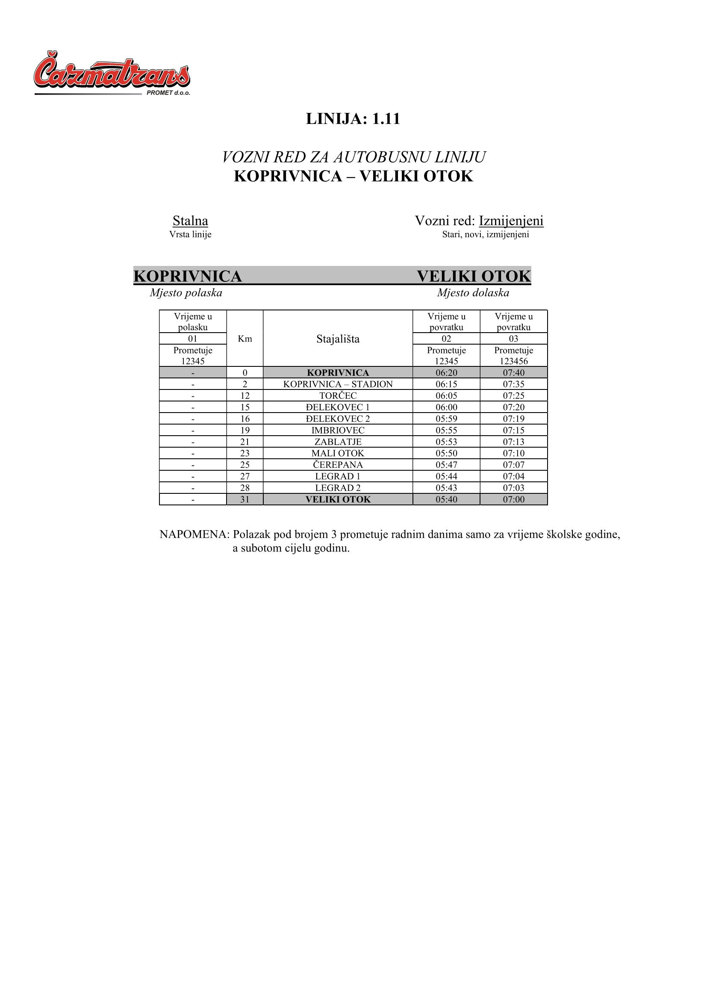 Čazmatrans
PROMET d.o.o.
LINIJA: 1.11
VOZNI RED ZA AUTOBUSNU LINIJU
KOPRIVNICA – VELIKI OTOK
Stalna Vozni red: Izmijenjeni
Vrsta linije Stari, novi, izmijenjeni
KOPRIVNICA VELIKI OTOK
Mjesto polaska Mjesto dolaska
Vrijeme u polasku Km Stajališta Vrijeme u povratku Vrijeme u povratku
01 02 03
Prometuje 12345 Prometuje 12345 Prometuje 123456
- 0 KOPRIVNICA 06:20 07:40
- 2 KOPRIVNICA – STADION 06:15 07:35
- 12 TORČEC 06:05 07:25
- 15 ĐELEKOVEC 1 06:00 07:20
- 16 ĐELEKOVEC 2 05:59 07:19
- 19 IMBRIOVEC 05:55 07:15
- 21 ZABLATJE 05:53 07:13
- 23 MALI OTOK 05:50 07:10
- 25 ČEREPANA 05:47 07:07
- 27 LEGRAD 1 05:44 07:04
- 28 LEGRAD 2 05:43 07:03
- 31 VELIKI OTOK 05:40 07:00
NAPOMENA: Polazak pod brojem 3 prometuje radnim danima samo za vrijeme školske godine,
a subotom cijelu godinu.